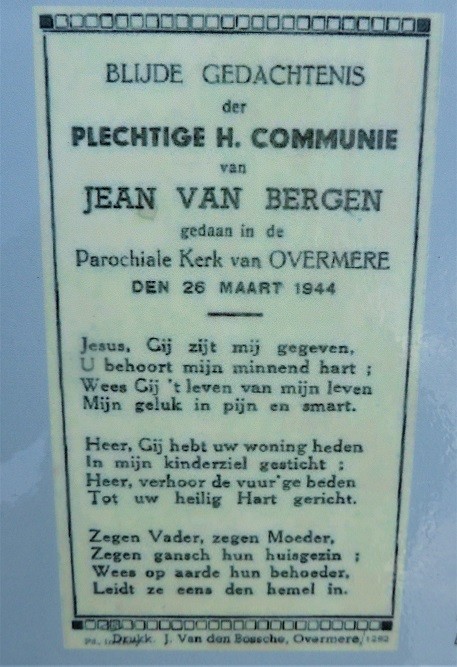 BLIJDE GEDACHTENIS
der
PLECHTIGE H. COMMUNIE
van
JEAN VAN BERGEN
gedaan in de
Parochiale Kerk van OVERMERE
DEN 26 MAART 1944
Jesus, Gij zijt mij gegeven,
U behoort mijn minnend hart ;
Wees Gij 't leven van mijn leven
Mijn geluk in pijn en smart.
Heer, Gij hebt uw woning heden
In mijn kinderziel gesticht ;
Heer, verhoor de vuur'ge beden
Tot uw heilig Hart gericht.
Zegen Vader, zegen Moeder,
Zegen gansch hun huisgezin ;
Wees op aarde hun behoeder,
Leidt ze eens den hemel in.
Drukk. J. Van den Bossche, Overmere, 1282